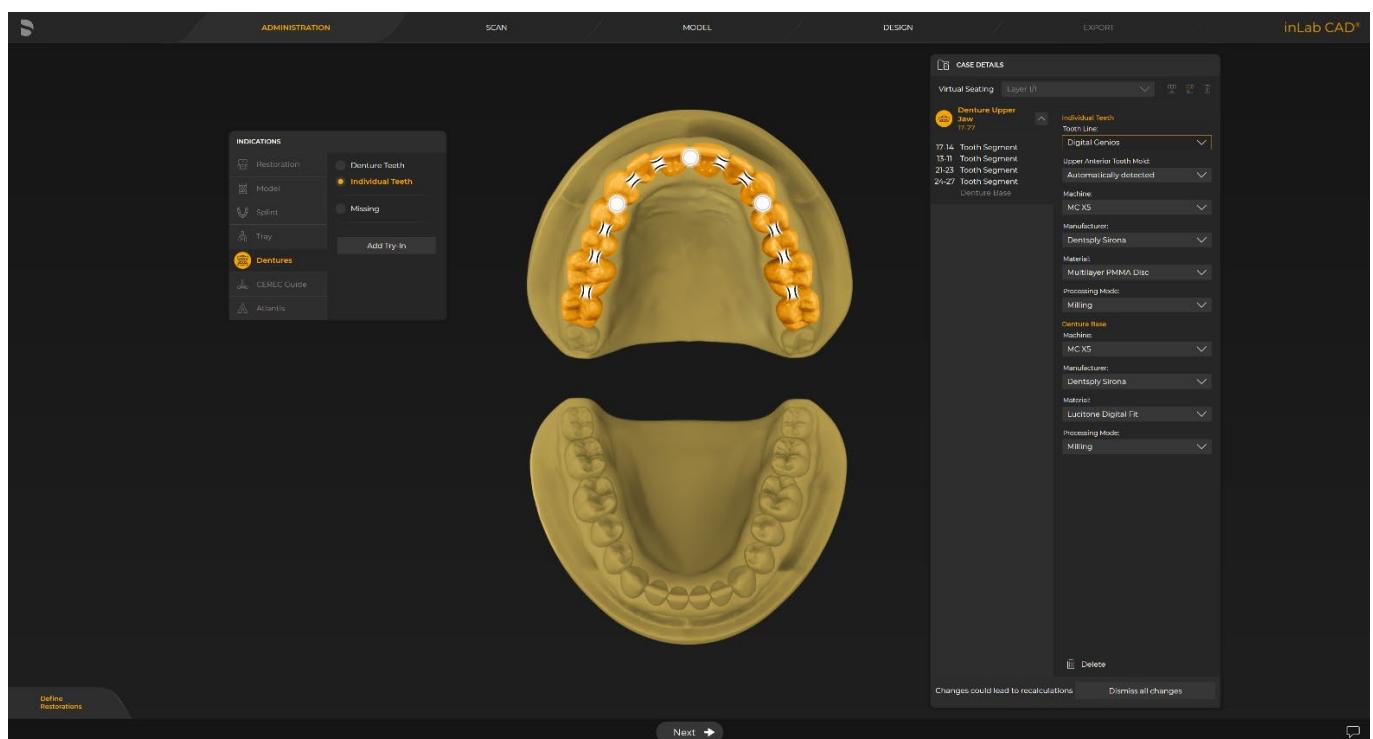 ADMINISTRATION
SCAN
MODEL
DESIGN
EXPORT
inLab CAD®
CASE DETAILS
Virtual Seating
Layer 1/1
Denture Upper
Jaw
17-27
17-14 Tooth Segment
13-11 Tooth Segment
21-23 Tooth Segment
24-27 Tooth Segment
Denture Base
Individual Teeth
Tooth Line:
Digital Genios
Upper Anterior Tooth Mold:
Automatically detected
Machine:
MC X5
Manufacturer:
Dentsply Sirona
Material:
Multilayer PMMA Disc
Processing Mode:
Milling
Denture Base
Machine:
MC X5
Manufacturer:
Dentsply Sirona
Material:
Lucitone Digital Fit
Processing Mode:
Milling
Delete
Changes could lead to recalculations
Dismiss all changes
INDICATIONS
Restoration
Model
Splint
Tray
Dentures
CEREC Guide
Atlantis
Denture Teeth
Individual Teeth
Missing
Add Try-In
Define
Restorations
Next